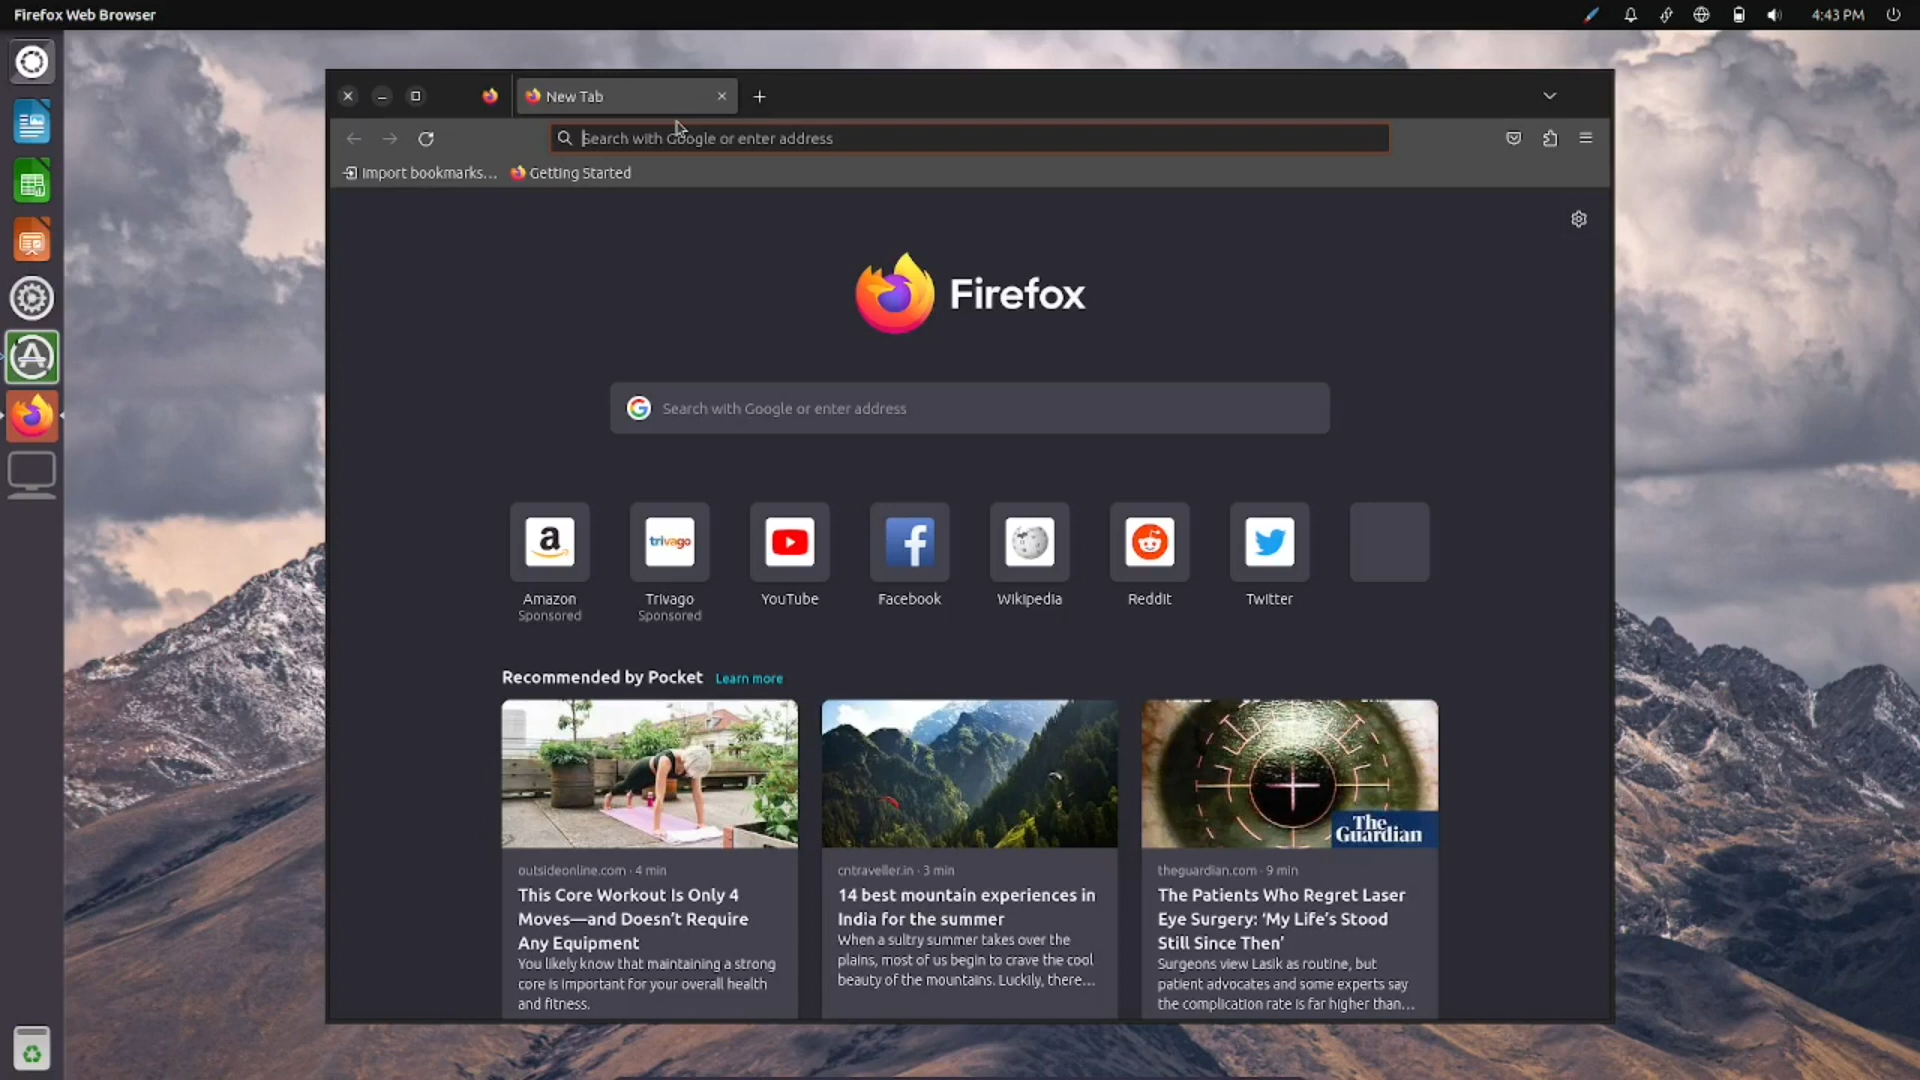 Firefox Web Browser
4:43 PM
New Tab
Search with Google or enter address
Import bookmarks...
Getting Started
Firefox
Search with Google or enter address
a
trivago
Amazon
Sponsored
Trivago
Sponsored
YouTube
Facebook
Wikipedia
Reddit
Twitter
Recommended by Pocket
Learn more
The
Guardian
outsideonline.com · 4 min
This Core Workout Is Only 4
Moves—and Doesn't Require
Any Equipment
You likely know that maintaining a strong
core is important for your overall health
and fitness.
cntraveller.in · 3 min
14 best mountain experiences in
India for the summer
When a sultry summer takes over the
plains, most of us begin to crave the cool
beauty of the mountains. Luckily, there...
theguardian.com · 9 min
The Patients Who Regret Laser
Eye Surgery: ‘My Life's Stood
Still Since Then’
Surgeons view Lasik as routine, but
patient advocates and some experts say
the complication rate is far higher than...